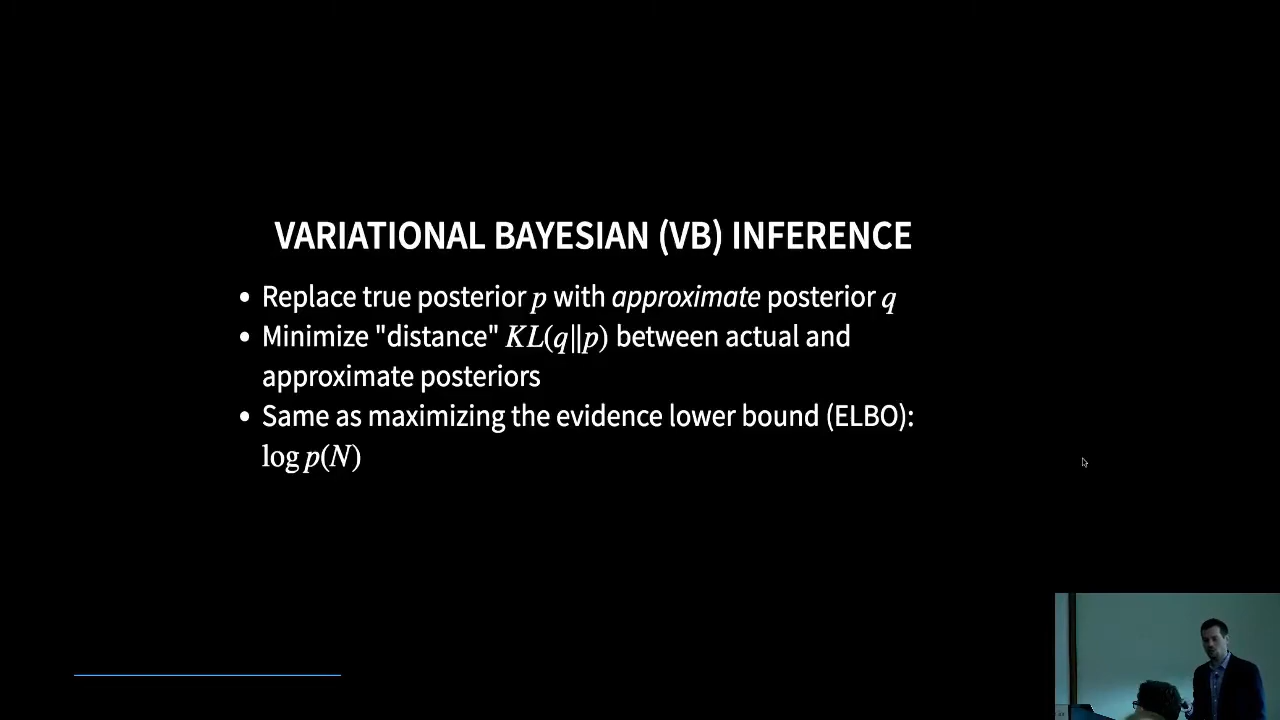 VARIATIONAL BAYESIAN (VB) INFERENCE
• Replace true posterior p with approximate posterior q
• Minimize "distance" KL(q||p) between actual and
approximate posteriors
• Same as maximizing the evidence lower bound (ELBO):
log p(N)